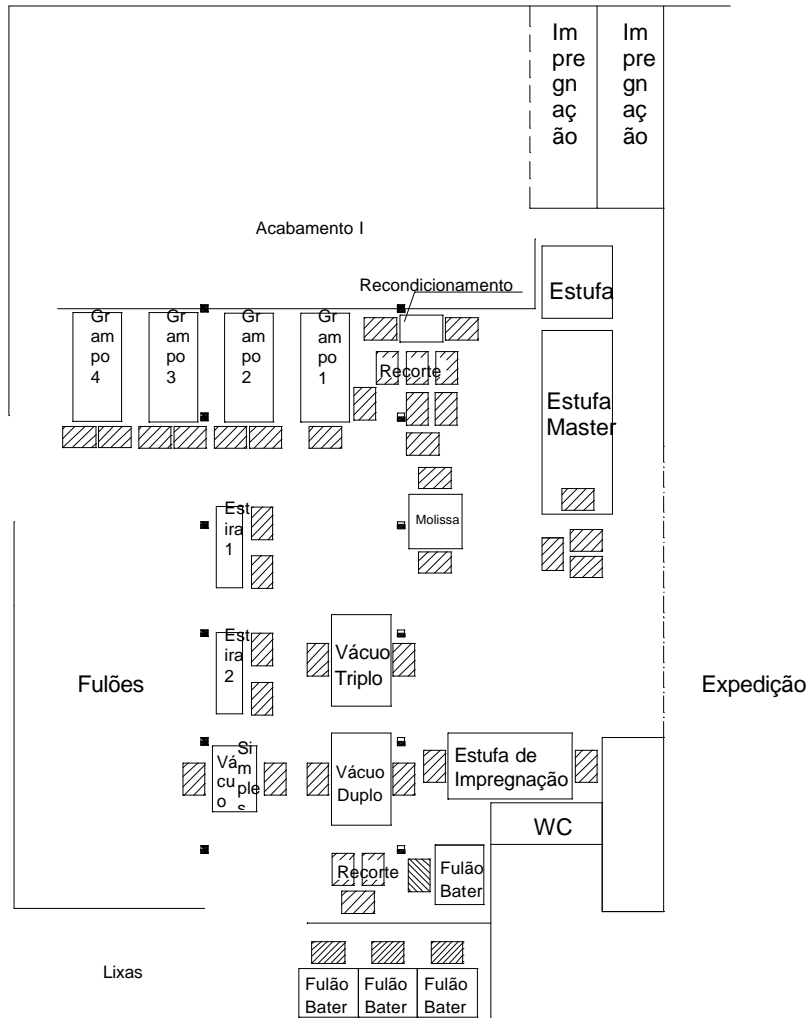 Im
pre
gn
aç
ão
Im
pre
gn
aç
ão
Acabamento I
Recondicionamento
Estufa
Gr
am
po
4
Gr
am
po
3
Gr
am
po
2
Gr
am
po
1
Recorte
Estufa
Master
Est
ira
1
Molissa
Est
ira
2
Fulões
Vácuo
Triplo
Expedição
Vá
cu
o
Si
m
ple
s
Vácuo
Duplo
Estufa de
Impregnação
WC
Recorte
Fulão
Bater
Lixas
Fulão
Bater
Fulão
Bater
Fulão
Bater